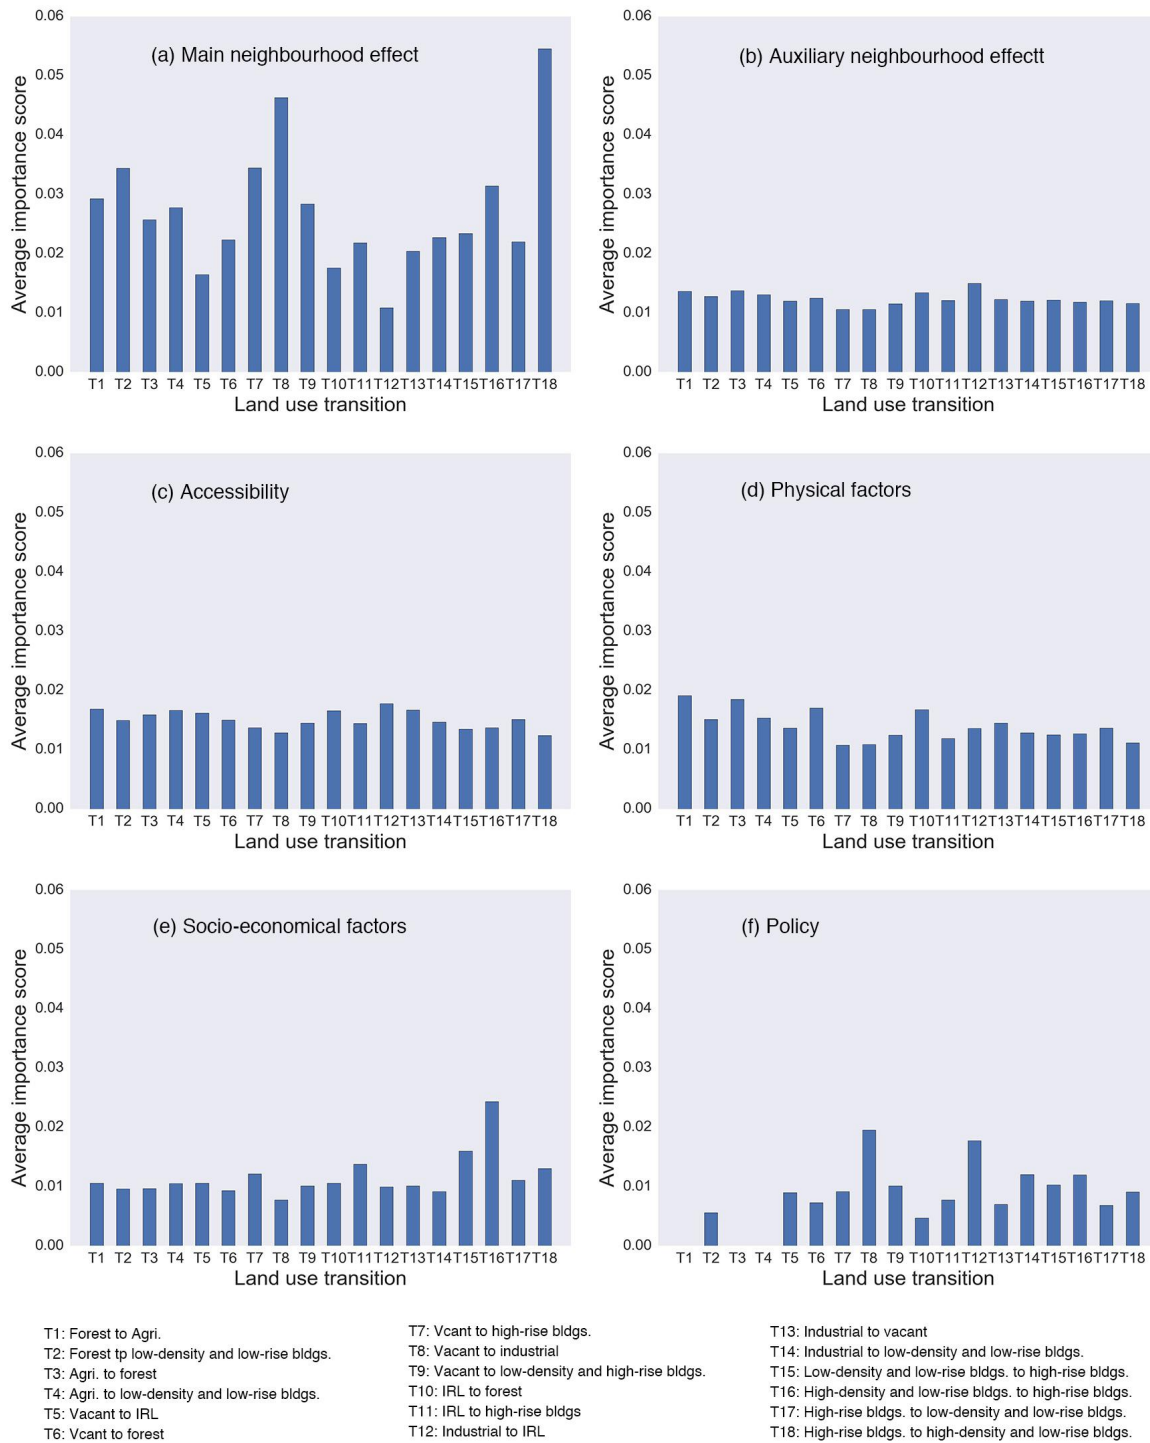 (a) Main neighbourhood effect
Average importance score
0.06
0.05
0.04
0.03
0.02
0.01
0.00
T1 T2 T3 T4 T5 T6 T7 T8 T9 T10 T11 T12 T13 T14 T15 T16 T17 T18
Land use transition
(b) Auxiliary neighbourhood effectt
Average importance score
0.06
0.05
0.04
0.03
0.02
0.01
0.00
T1 T2 T3 T4 T5 T6 T7 T8 T9 T10 T11 T12 T13 T14 T15 T16 T17 T18
Land use transition
(c) Accessibility
Average importance score
0.06
0.05
0.04
0.03
0.02
0.01
0.00
T1 T2 T3 T4 T5 T6 T7 T8 T9 T10 T11 T12 T13 T14 T15 T16 T17 T18
Land use transition
(d) Physical factors
Average importance score
0.06
0.05
0.04
0.03
0.02
0.01
0.00
T1 T2 T3 T4 T5 T6 T7 T8 T9 T10 T11 T12 T13 T14 T15 T16 T17 T18
Land use transition
(e) Socio-economical factors
Average importance score
0.06
0.05
0.04
0.03
0.02
0.01
0.00
T1 T2 T3 T4 T5 T6 T7 T8 T9 T10 T11 T12 T13 T14 T15 T16 T17 T18
Land use transition
(f) Policy
Average importance score
0.06
0.05
0.04
0.03
0.02
0.01
0.00
T1 T2 T3 T4 T5 T6 T7 T8 T9 T10 T11 T12 T13 T14 T15 T16 T17 T18
Land use transition
T1: Forest to Agri.
T2: Forest tp low-density and low-rise bldgs.
T3: Agri. to forest
T4: Agri. to low-density and low-rise bldgs.
T5: Vacant to IRL
T6: Vcant to forest
T7: Vcant to high-rise bldgs.
T8: Vacant to industrial
T9: Vacant to low-density and high-rise bldgs.
T10: IRL to forest
T11: IRL to high-rise bldgs
T12: Industrial to IRL
T13: Industrial to vacant
T14: Industrial to low-density and low-rise bldgs.
T15: Low-density and low-rise bldgs. to high-rise bldgs.
T16: High-density and low-rise bldgs. to high-rise bldgs.
T17: High-rise bldgs. to low-density and low-rise bldgs.
T18: High-rise bldgs. to high-density and low-rise bldgs.